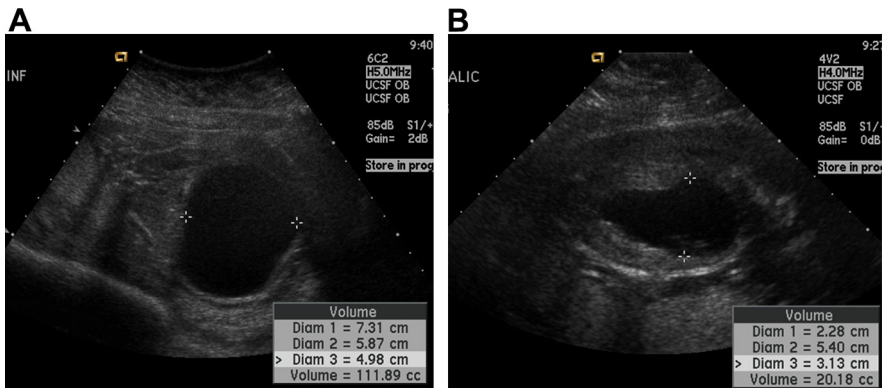 A
9:40
6C2
H5.0MHz
INF
UCSF OB
UCSF OB
85dB S1/+
Gain= 2dB
Store in prog
Volume
Diam 1 = 7.31 cm
Diam 2 = 5.87 cm
> Diam 3 = 4.98 cm
Volume = 111.89 cc
B
9:27
4V2
H4.0MHz
ALIC
UCSF OB
UCSF
85dB S1/+
Gain= 0dB
Store in prog
Volume
Diam 1 = 2.28 cm
Diam 2 = 5.40 cm
> Diam 3 = 3.13 cm
Volume = 20.18 cc